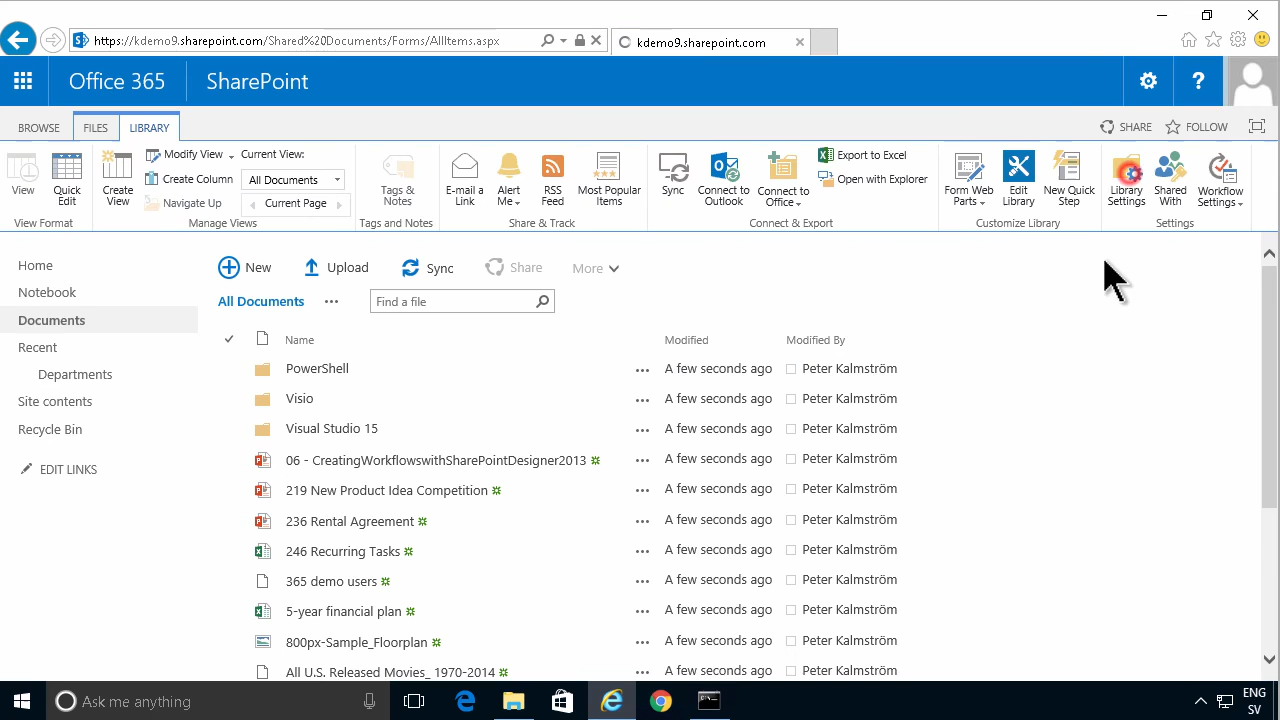 https://kdemo9.sharepoint.com/Shared%20Documents/Forms/AllItems.aspx
kdemo9.sharepoint.com
Office 365
SharePoint
?
BROWSE
FILES
LIBRARY
SHARE
FOLLOW
View
Quick Edit
View Format
Create View
Modify View
Create Column
Navigate Up
Current View:
All Documents
Current Page
Manage Views
Tags & Notes
Tags and Notes
E-mail a Link
Alert Me
RSS Feed
Most Popular Items
Share & Track
Sync
Connect to Outlook
Connect to Office
Export to Excel
Open with Explorer
Connect & Export
Form Web Parts
Edit Library
New Quick Step
Customize Library
Library Settings
Shared With
Workflow Settings
Settings
Home
Notebook
Documents
Recent
Departments
Site contents
Recycle Bin
EDIT LINKS
New
Upload
Sync
Share
More
All Documents
Find a file
Name Modified Modified By
PowerShell A few seconds ago Peter Kalmström
Visio A few seconds ago Peter Kalmström
Visual Studio 15 A few seconds ago Peter Kalmström
06 - CreatingWorkflowswithSharePointDesigner2013 A few seconds ago Peter Kalmström
219 New Product Idea Competition A few seconds ago Peter Kalmström
236 Rental Agreement A few seconds ago Peter Kalmström
246 Recurring Tasks A few seconds ago Peter Kalmström
365 demo users A few seconds ago Peter Kalmström
5-year financial plan A few seconds ago Peter Kalmström
800px-Sample_Floorplan A few seconds ago Peter Kalmström
All U.S. Released Movies_ 1970-2014 A few seconds ago Peter Kalmström
Ask me anything
ENG
SV